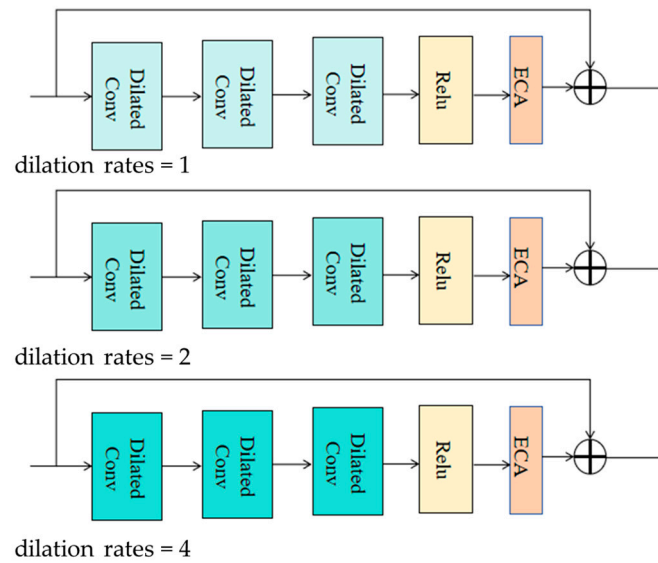 Dilated
Conv
Dilated
Conv
Dilated
Conv
Relu
ECA
dilation rates = 1
Dilated
Conv
Dilated
Conv
Dilated
Conv
Relu
ECA
dilation rates = 2
Dilated
Conv
Dilated
Conv
Dilated
Conv
Relu
ECA
dilation rates = 4